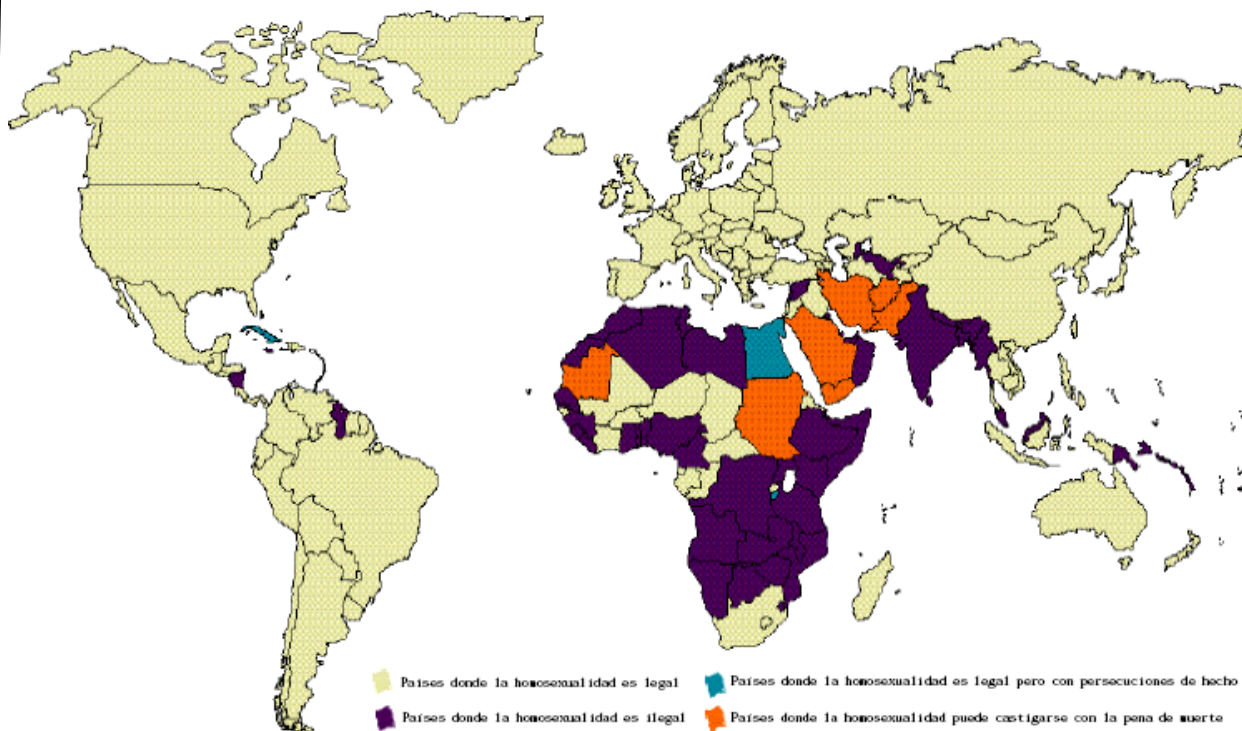 Países donde la homosexualidad es legal
Países donde la homosexualidad es legal pero con persecuciones de hecho
Países donde la homosexualidad es ilegal
Países donde la homosexualidad puede castigarse con la pena de muerte